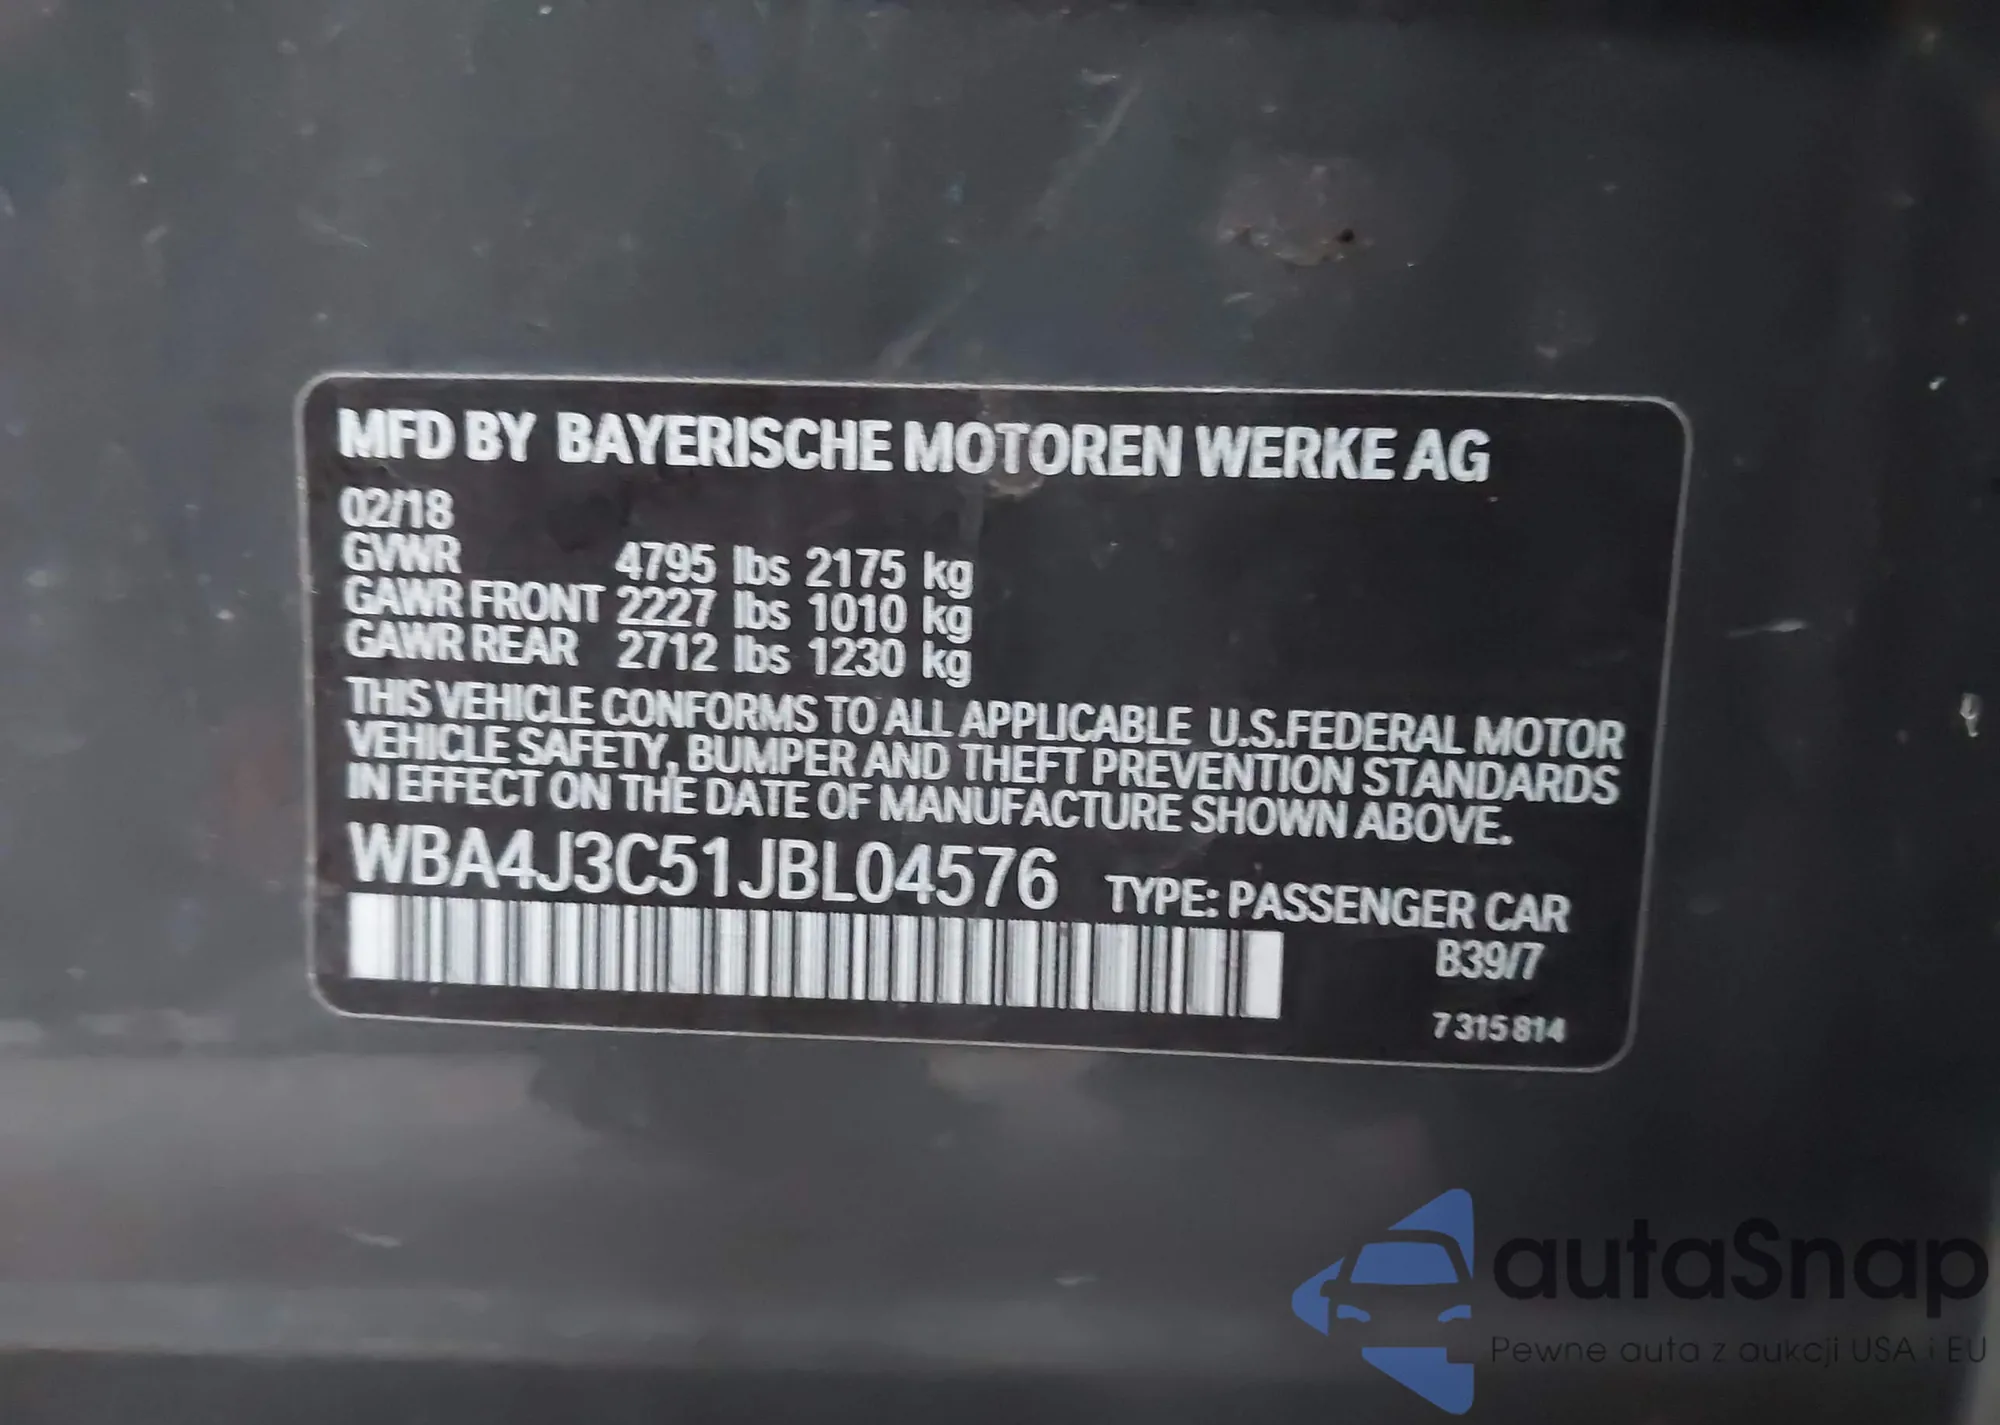 MFD BY BAYERISCHE MOTOREN WERKE AG
02/18
GVWR 4795 lbs 2175 kg
GAWR FRONT 2227 lbs 1010 kg
GAWR REAR 2712 lbs 1230 kg
THIS VEHICLE CONFORMS TO ALL APPLICABLE U.S.FEDERAL MOTOR
VEHICLE SAFETY, BUMPER AND THEFT PREVENTION STANDARDS
IN EFFECT ON THE DATE OF MANUFACTURE SHOWN ABOVE.
WBA4J3C51JBL04576 TYPE: PASSENGER CAR
B39/7
7 315 814
autaSnap
Pewne auta z aukcji USA i EU